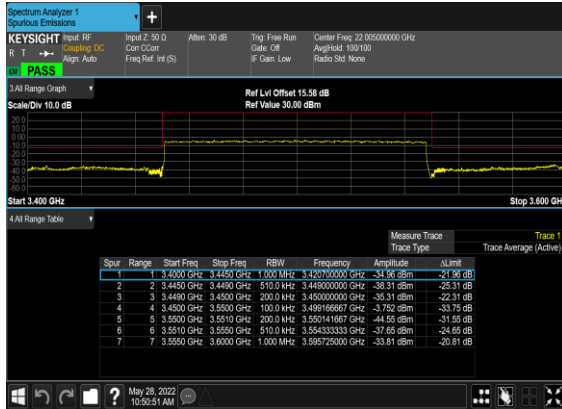 Spectrum Analyzer 1
Spurious Emissions
KEYSIGHT Input: RF Input Z: 50 Ω Atten: 30 dB Trig: Free Run Center Freq: 22.005000000 GHz
R T Coupling: DC Corr CCorr Gate: Off Avg|Hold: 100/100
Align: Auto Freq Ref: Int (S) IF Gain: Low Radio Std: None
PASS
3 All Range Graph
Ref Lvl Offset 15.58 dB
Scale/Div 10.0 dB Ref Value 30.00 dBm
20.0
10.0
0.00
-10.0
-20.0
-30.0
-40.0
-50.0
-60.0
Start 3.400 GHz Stop 3.600 GH
4 All Range Table
Measure Trace Trace 1
Trace Type Trace Average (Active)
Spur Range Start Freq Stop Freq RBW Frequency Amplitude ΔLimit
1 1 3.4000 GHz 3.4450 GHz 1.000 MHz 3.420700000 GHz -34.96 dBm -21.96 dB
2 2 3.4450 GHz 3.4490 GHz 510.0 kHz 3.449000000 GHz -38.31 dBm -25.31 dB
3 3 3.4490 GHz 3.4500 GHz 200.0 kHz 3.450000000 GHz -35.31 dBm -22.31 dB
4 4 3.4500 GHz 3.5500 GHz 100.0 kHz 3.499166667 GHz -3.752 dBm -33.75 dB
5 5 3.5500 GHz 3.5510 GHz 200.0 kHz 3.550141667 GHz -44.55 dBm -31.55 dB
6 6 3.5510 GHz 3.5550 GHz 510.0 kHz 3.554333333 GHz -37.65 dBm -24.65 dB
7 7 3.5550 GHz 3.6000 GHz 1.000 MHz 3.595725000 GHz -33.81 dBm -20.81 dB
May 28, 2022
10:50:51 AM